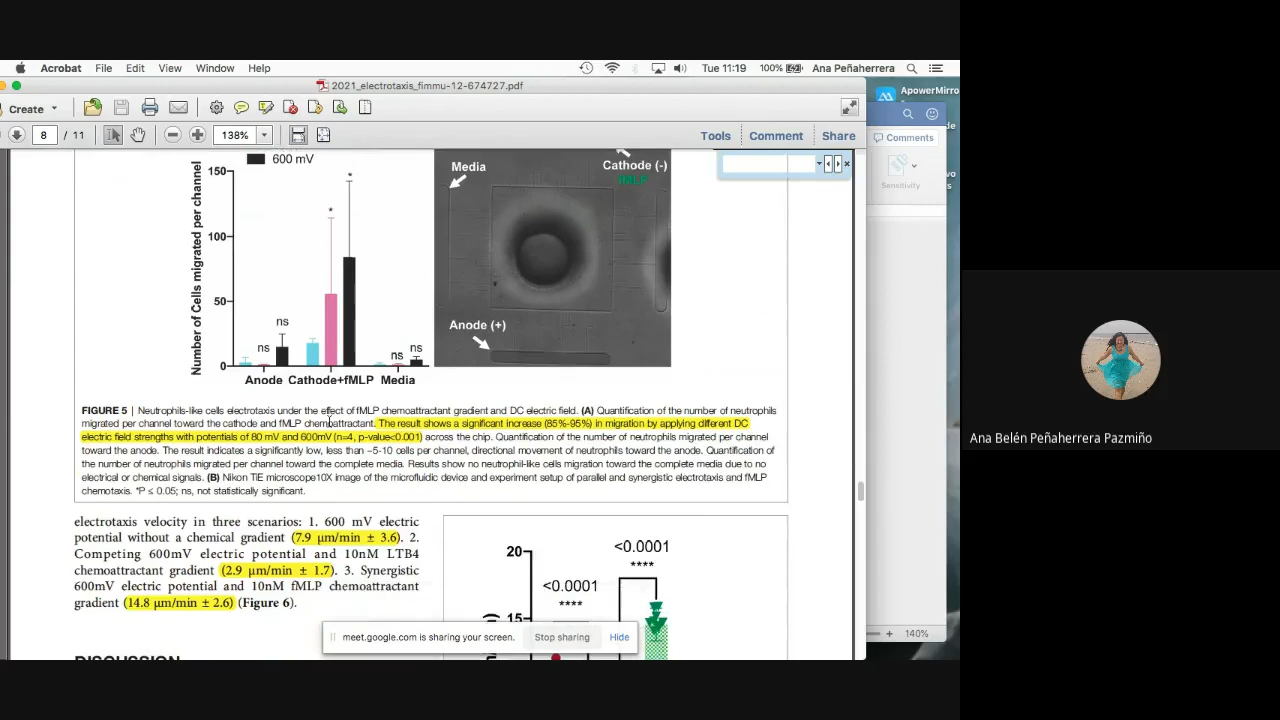 Acrobat File Edit View Window Help
Tue 11:19 100% Ana Peñaherrera
2021_electrotaxis_fimmu-12-674727.pdf
ApowerMirro
Create
8 / 11
138%
Tools Comment Share
Comments
Sensitivity
600 mV
Number of Cells migrated per channel
150
100
50
0
* *
ns ns ns ns
Anode Cathode+fMLP Media
Media
Cathode (-)
fMLP
Anode (+)
FIGURE 5 | Neutrophils-like cells electrotaxis under the effect of fMLP chemoattractant gradient and DC electric field. (A) Quantification of the number of neutrophils
migrated per channel toward the cathode and fMLP chemoattractant. The result shows a significant increase (85%-95%) in migration by applying different DC
electric field strengths with potentials of 80 mV and 600mV (n=4, p-value<0.001) across the chip. Quantification of the number of neutrophils migrated per channel
toward the anode. The result indicates a significantly low, less than ~5-10 cells per channel, directional movement of neutrophils toward the anode. Quantification of
the number of neutrophils migrated per channel toward the complete media. Results show no neutrophil-like cells migration toward the complete media due to no
electrical or chemical signals. (B) Nikon TiE microscope10X image of the microfluidic device and experiment setup of parallel and synergistic electrotaxis and fMLP
chemotaxis. *P ≤ 0.05; ns, not statistically significant.
electrotaxis velocity in three scenarios: 1. 600 mV electric
potential without a chemical gradient (7.9 µm/min ± 3.6). 2.
Competing 600mV electric potential and 10nM LTB4
chemoattractant gradient (2.9 µm/min ± 1.7). 3. Synergistic
600mV electric potential and 10nM fMLP chemoattractant
gradient (14.8 µm/min ± 2.6) (Figure 6).
DISCUSSION
20
15
<0.0001
****
<0.0001
****
meet.google.com is sharing your screen. Stop sharing Hide
140%
Ana Belén Peñaherrera Pazmiño